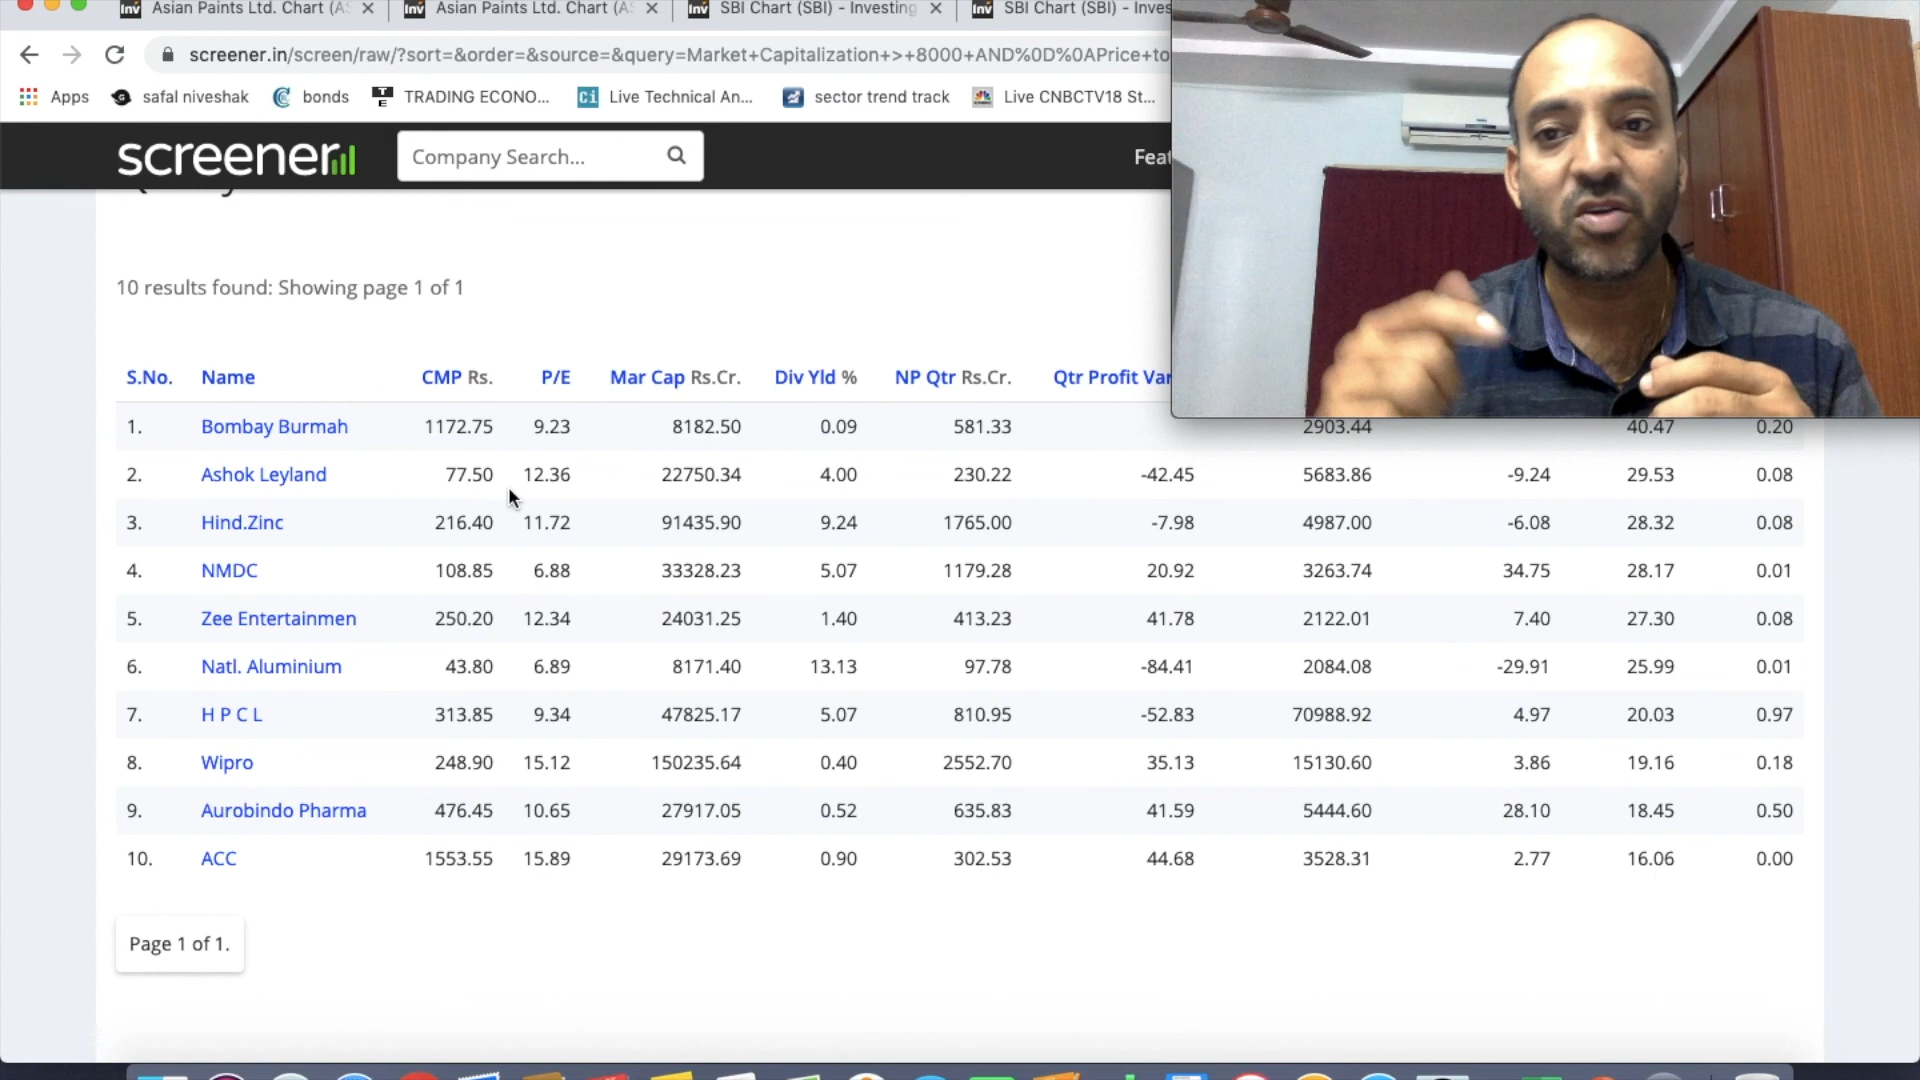 Asian Paints Ltd. Chart (AS
Asian Paints Ltd. Chart (AS
SBI Chart (SBI) - Investing
SBI Chart (SBI) - Inves
screener.in/screen/raw/?sort=&order=&source=&query=Market+Capitalization+>+8000+AND%0D%0APrice+to
Apps safal niveshak bonds TRADING ECONO... Live Technical An... sector trend track Live CNBCTV18 St...
screener Company Search... Feat
10 results found: Showing page 1 of 1
S.No. Name CMP Rs. P/E Mar Cap Rs.Cr. Div Yld % NP Qtr Rs.Cr. Qtr Profit Var
1. Bombay Burmah 1172.75 9.23 8182.50 0.09 581.33 2903.44 40.47 0.20
2. Ashok Leyland 77.50 12.36 22750.34 4.00 230.22 -42.45 5683.86 -9.24 29.53 0.08
3. Hind.Zinc 216.40 11.72 91435.90 9.24 1765.00 -7.98 4987.00 -6.08 28.32 0.08
4. NMDC 108.85 6.88 33328.23 5.07 1179.28 20.92 3263.74 34.75 28.17 0.01
5. Zee Entertainmen 250.20 12.34 24031.25 1.40 413.23 41.78 2122.01 7.40 27.30 0.08
6. Natl. Aluminium 43.80 6.89 8171.40 13.13 97.78 -84.41 2084.08 -29.91 25.99 0.01
7. H P C L 313.85 9.34 47825.17 5.07 810.95 -52.83 70988.92 4.97 20.03 0.97
8. Wipro 248.90 15.12 150235.64 0.40 2552.70 35.13 15130.60 3.86 19.16 0.18
9. Aurobindo Pharma 476.45 10.65 27917.05 0.52 635.83 41.59 5444.60 28.10 18.45 0.50
10. ACC 1553.55 15.89 29173.69 0.90 302.53 44.68 3528.31 2.77 16.06 0.00
Page 1 of 1.